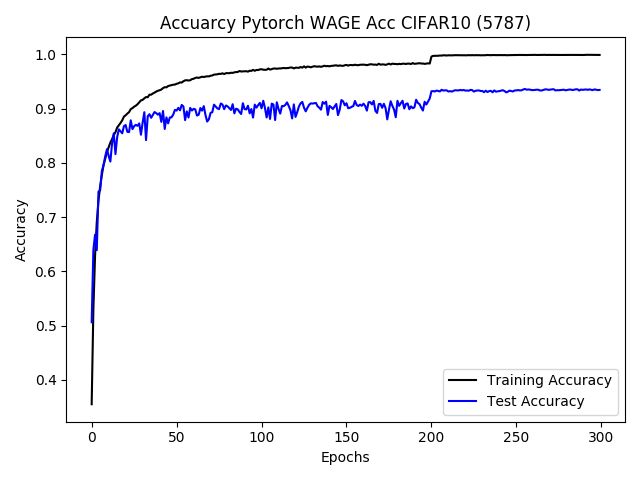 Accuarcy Pytorch WAGE Acc CIFAR10 (5787)
1.0
0.9
0.8
0.7
0.6
0.5
0.4
Accuracy
0 50 100 150 200 250 300
Epochs
Training Accuracy
Test Accuracy